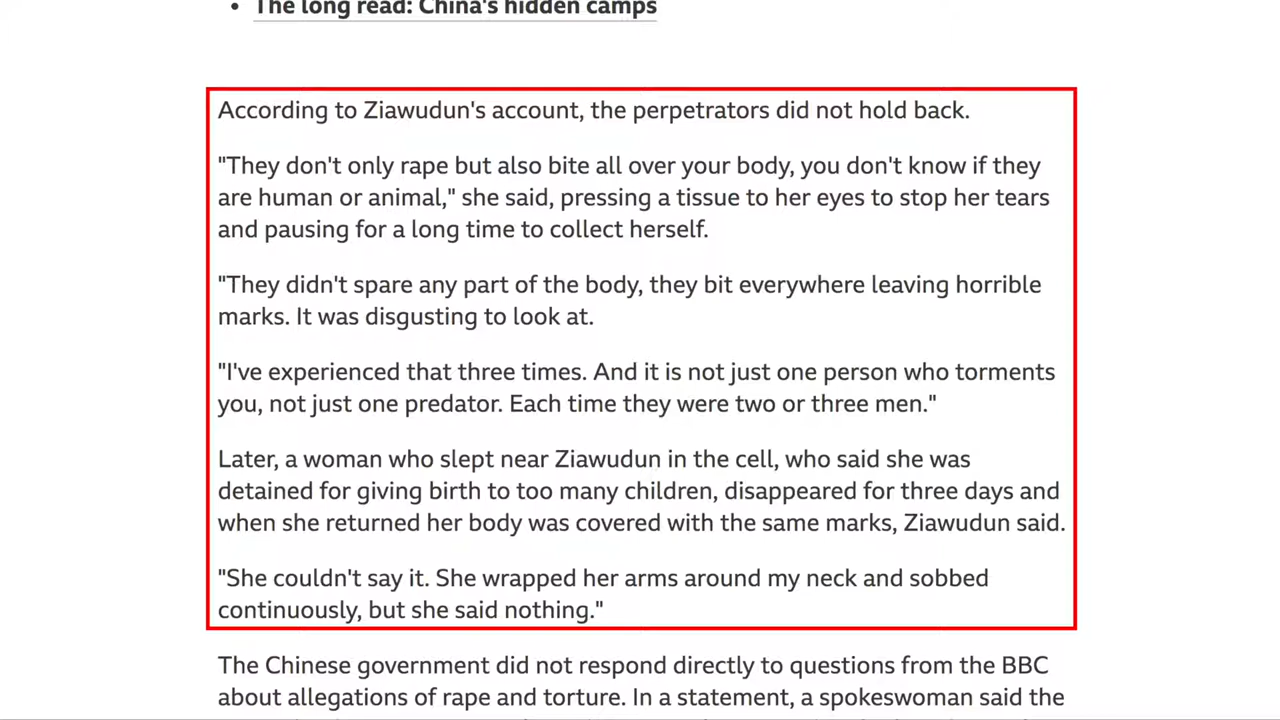 The long read: China's hidden camps
According to Ziawudun's account, the perpetrators did not hold back.
"They don't only rape but also bite all over your body, you don't know if they
are human or animal," she said, pressing a tissue to her eyes to stop her tears
and pausing for a long time to collect herself.
"They didn't spare any part of the body, they bit everywhere leaving horrible
marks. It was disgusting to look at.
"I've experienced that three times. And it is not just one person who torments
you, not just one predator. Each time they were two or three men."
Later, a woman who slept near Ziawudun in the cell, who said she was
detained for giving birth to too many children, disappeared for three days and
when she returned her body was covered with the same marks, Ziawudun said.
"She couldn't say it. She wrapped her arms around my neck and sobbed
continuously, but she said nothing."
The Chinese government did not respond directly to questions from the BBC
about allegations of rape and torture. In a statement, a spokeswoman said the